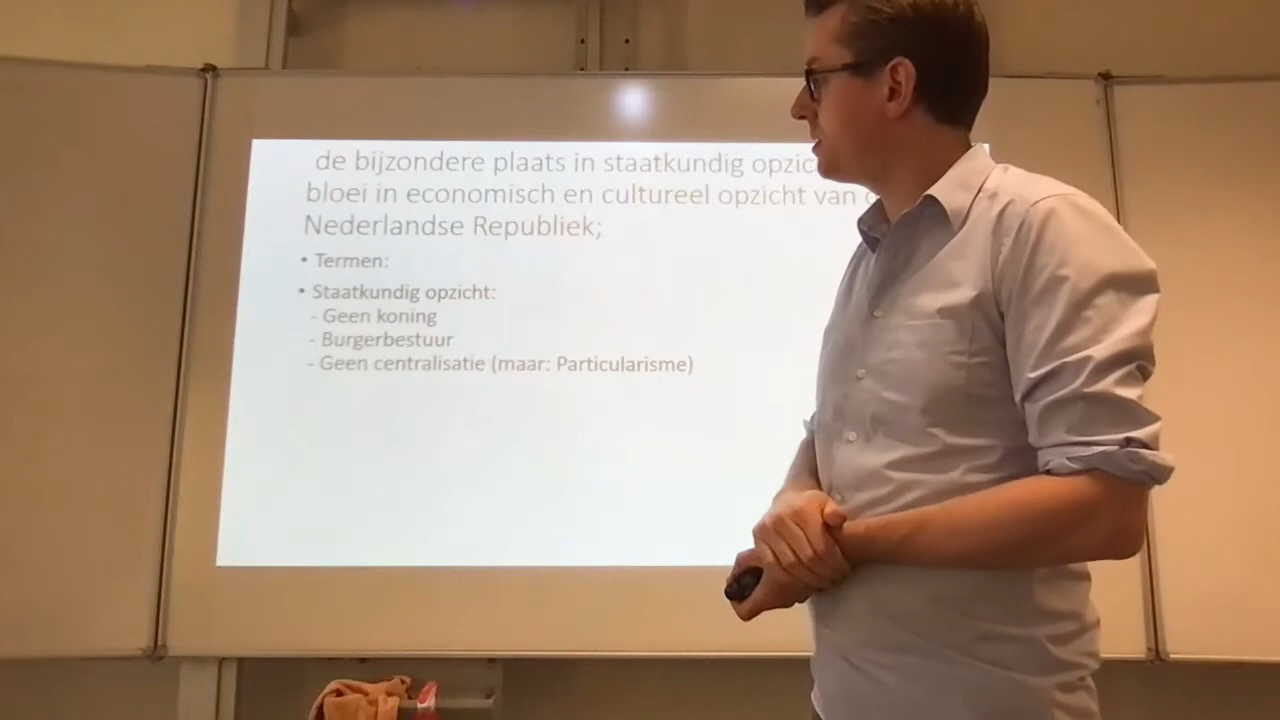 de bijzondere plaats in staatkundig
bloei in economisch en cultureel opzicht van
Nederlandse Republiek;
• Termen:
• Staatkundig opzicht:
- Geen koning
- Burgerbestuur
- Geen centralisatie (maar: Particularisme)